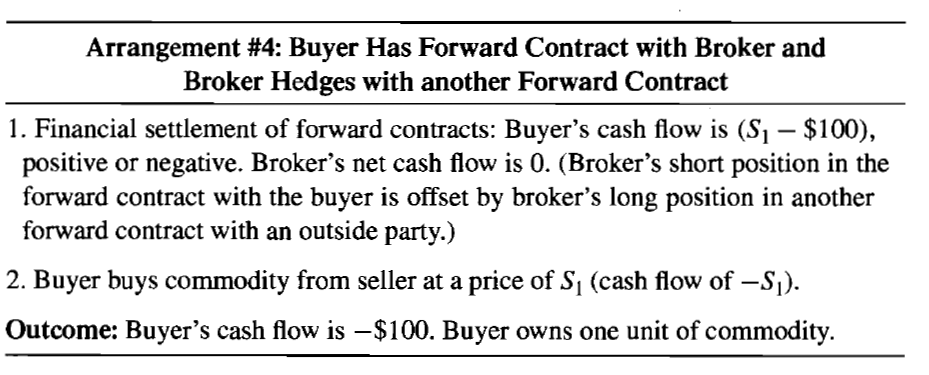 Arrangement #4: Buyer Has Forward Contract with Broker and
Broker Hedges with another Forward Contract
1. Financial settlement of forward contracts: Buyer's cash flow is (S₁ – $100),
positive or negative. Broker's net cash flow is 0. (Broker's short position in the
forward contract with the buyer is offset by broker's long position in another
forward contract with an outside party.)
2. Buyer buys commodity from seller at a price of S₁ (cash flow of –S₁).
Outcome: Buyer's cash flow is –$100. Buyer owns one unit of commodity.